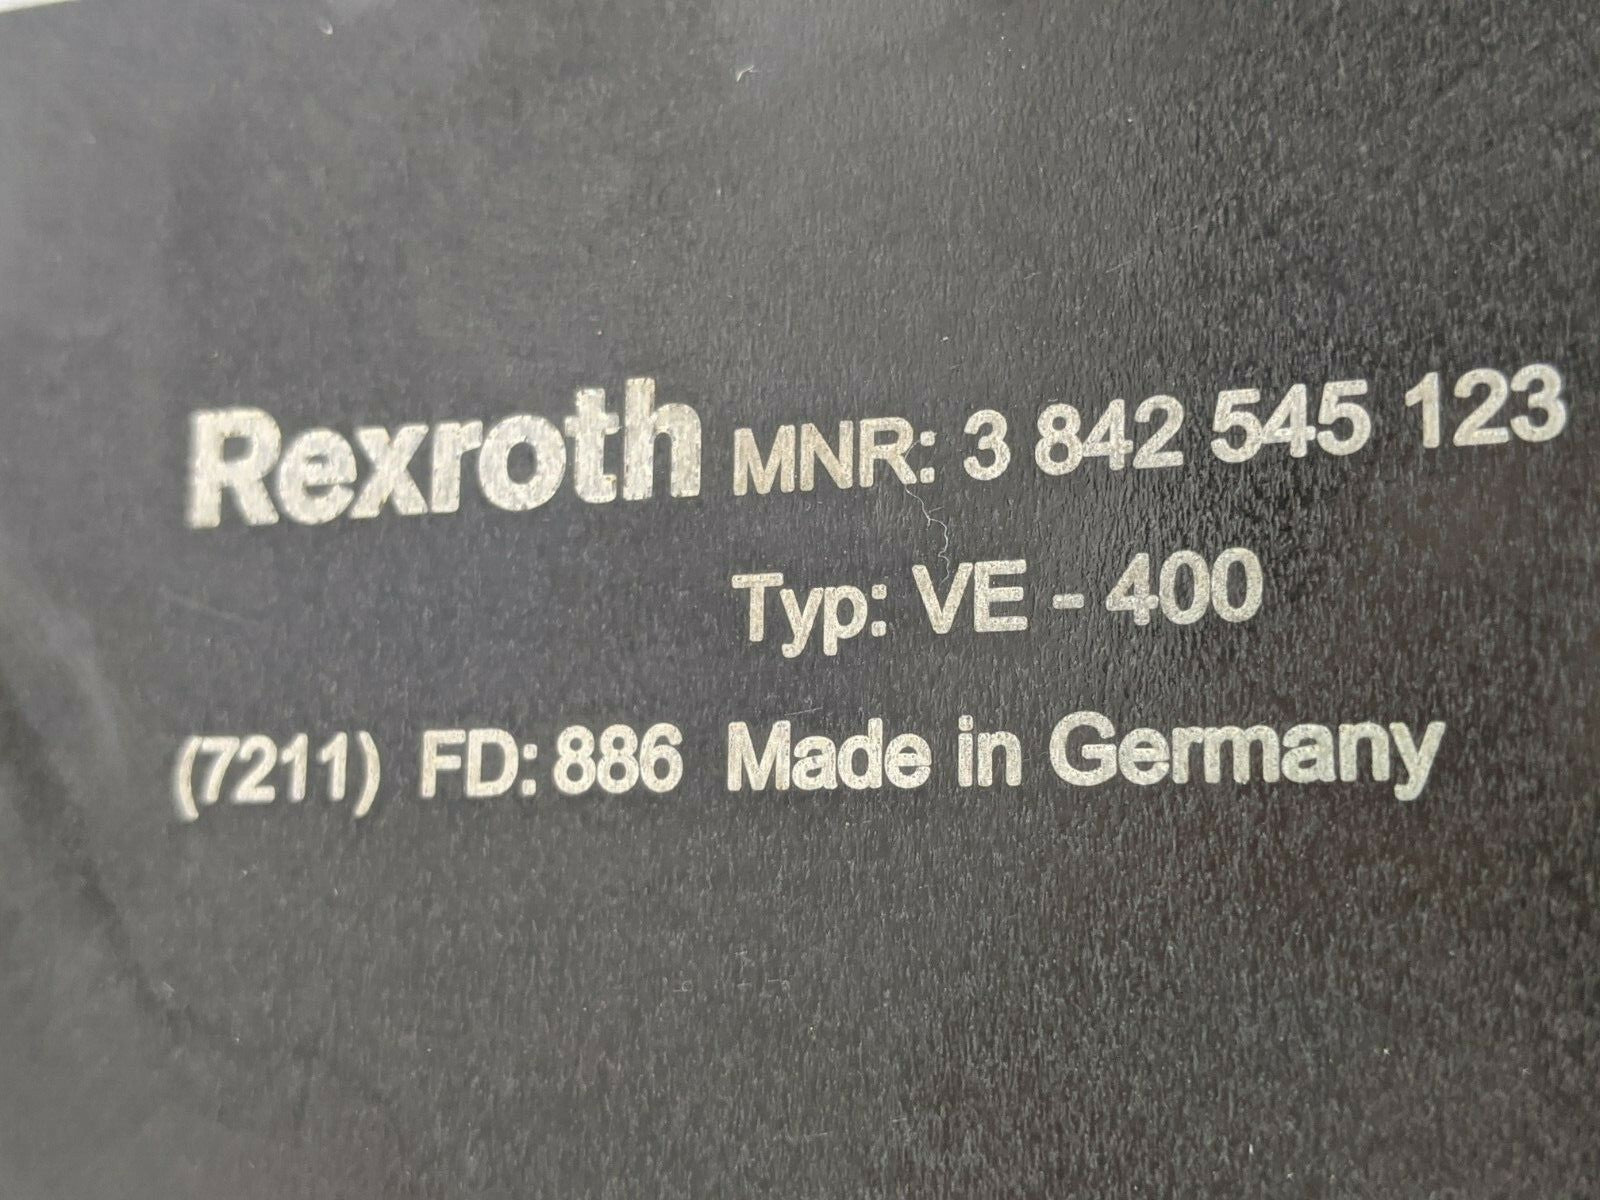 Rexroth MNR: 3 842 545 123
Typ: VE - 400
(7211) FD: 886 Made in Germany